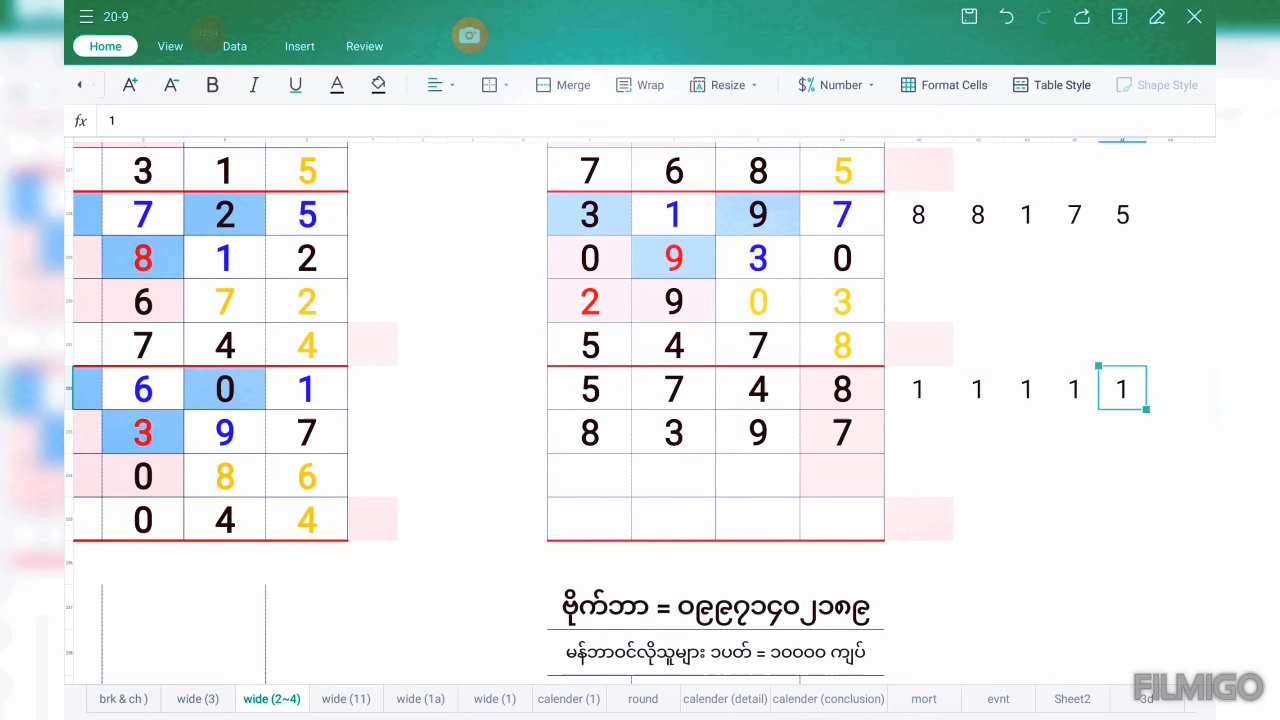 20-9
12:04
2
Home View Data Insert Review
A+ A- B I U A Merge Wrap Resize $% Number Format Cells Table Style Shape Style
fx 1
3 1 5 7 6 8 5
7 2 5 3 1 9 7 8 8 1 7 5
8 1 2 0 9 3 0
6 7 2 2 9 0 3
7 4 4 5 4 7 8
6 0 1 5 7 4 8 1 1 1 1 1
3 9 7 8 3 9 7
0 8 6
0 4 4
ဗိုက်ဘာ = ၀၉၉၇၁၄၀၂၁၈၉
မန်ဘာဝင်လိုသူများ ၁ပတ် = ၁၀၀၀၀ ကျပ်
brk & ch ) wide (3) wide (2~4) wide (11) wide (1a) wide (1) calender (1) round calender (detail) calender (conclusion) mort evnt Sheet2 3d
FILMIGO